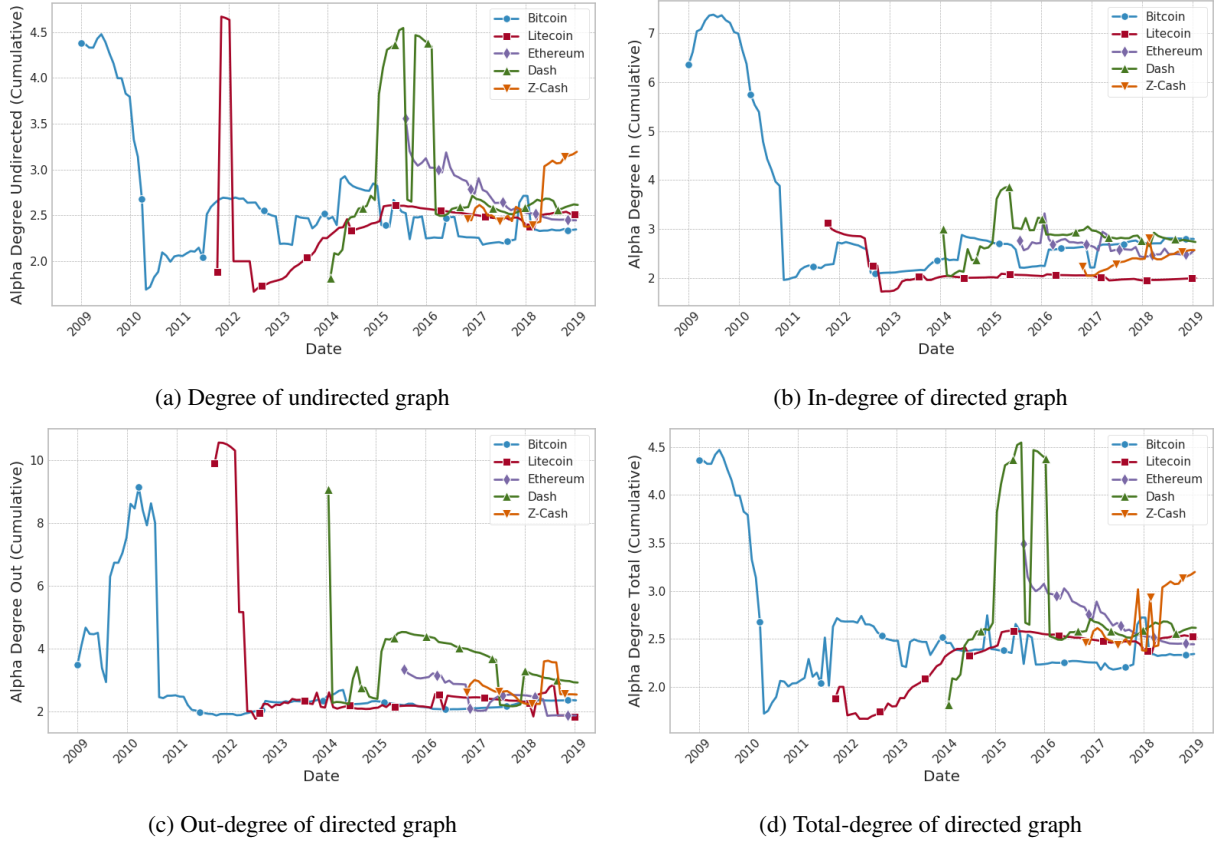 Alpha Degree Undirected (Cumulative)
4.5
4.0
3.5
3.0
2.5
2.0
Bitcoin
Litecoin
Ethereum
Dash
Z-Cash
2009
2010
2011
2012
2013
2014
2015
2016
2017
2018
2019
Date
(a) Degree of undirected graph
Alpha Degree In (Cumulative)
7
6
5
4
3
2
Bitcoin
Litecoin
Ethereum
Dash
Z-Cash
2009
2010
2011
2012
2013
2014
2015
2016
2017
2018
2019
Date
(b) In-degree of directed graph
Alpha Degree Out (Cumulative)
10
8
6
4
2
Bitcoin
Litecoin
Ethereum
Dash
Z-Cash
2009
2010
2011
2012
2013
2014
2015
2016
2017
2018
2019
Date
(c) Out-degree of directed graph
Alpha Degree Total (Cumulative)
4.5
4.0
3.5
3.0
2.5
2.0
Bitcoin
Litecoin
Ethereum
Dash
Z-Cash
2009
2010
2011
2012
2013
2014
2015
2016
2017
2018
2019
Date
(d) Total-degree of directed graph